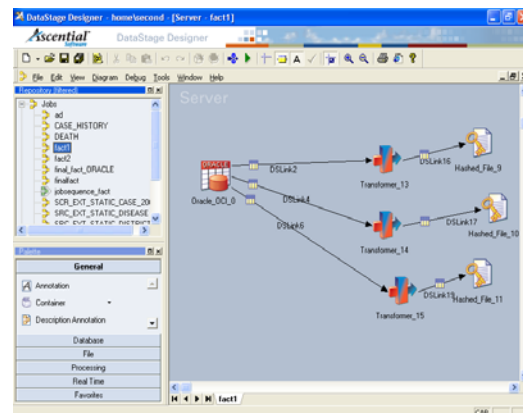 DataStage Designer - home\second - [Server - fact1]
Ascential
Software
DataStage Designer
File Edit View Diagram Debug Tools Window Help
Repository (filtered)
Jobs
ad
CASE_HISTORY
DEATH
fact1
fact2
final_fact_ORACLE
finalfact
jobsequence_fact
SCR_EXT_STATIC_CASE_20
SRC_EXT_STATIC_DISEASE
SRC_EXT_STATIC_DISTRICT
Palette
General
Annotation
Container
Description Annotation
Database
File
Processing
Real Time
Favorites
Server
ORACLE
Oracle_OCI_0
DSLink2
DSLink4
DSLink6
Transformer_13
DSLink16
Hashed_File_9
Transformer_14
DSLink17
Hashed_File_10
Transformer_15
Hashed_File_11
fact1